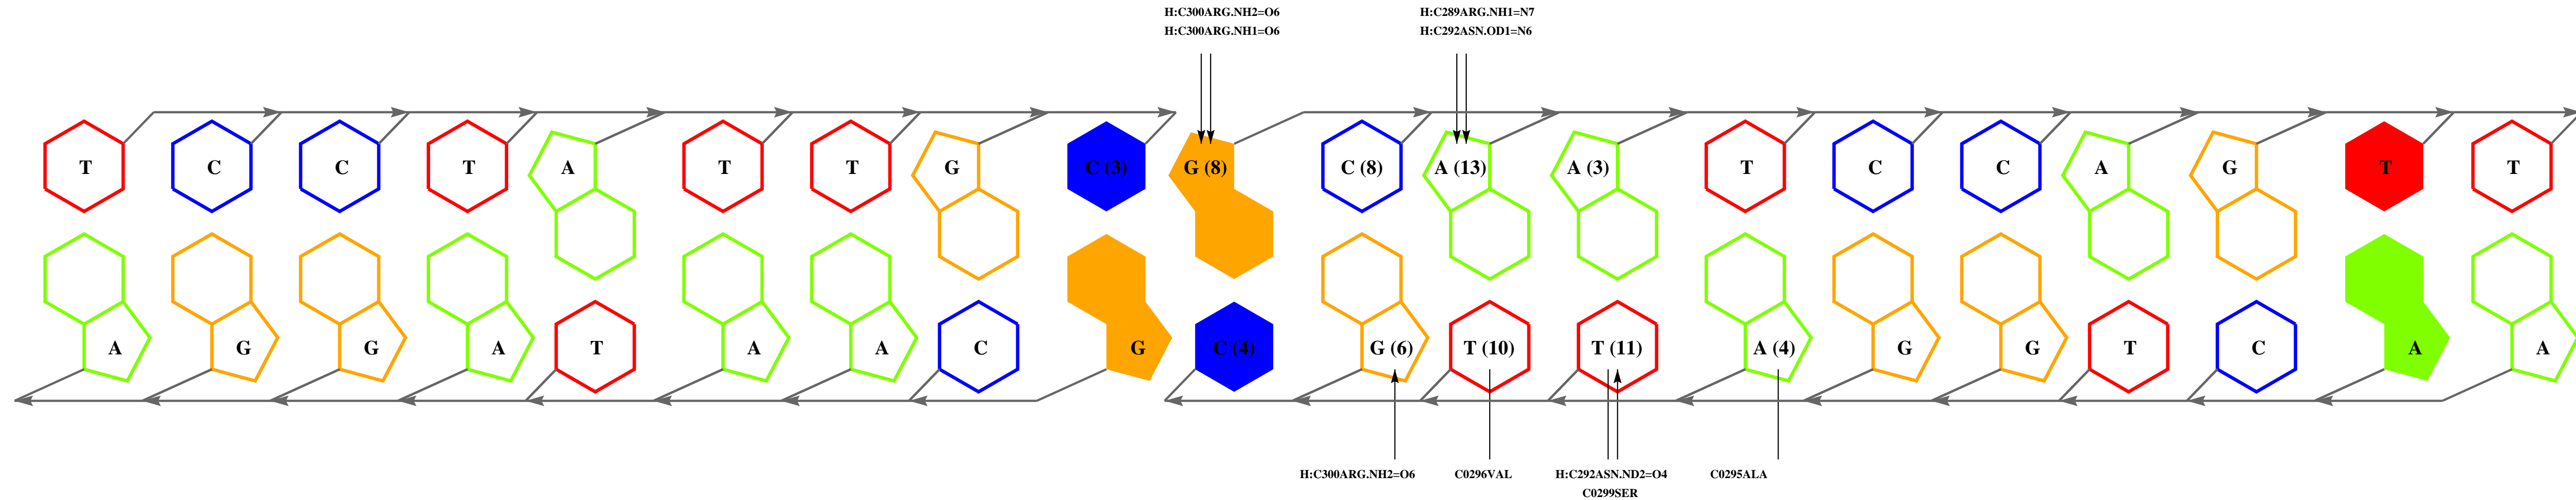 H:C300ARG.NH2=O6 H:C289ARG.NH1=N7
H:C300ARG.NH1=O6 H:C292ASN.OD1=N6
T C C T A T T G C (3) G (8) C (8) A (13) A (3) T C C A G T T
A G G A T A A C G C (4) G (6) T (10) T (11) A (4) G G T C A A
H:C300ARG.NH2=O6 C0296VAL H:C292ASN.ND2=O4 C0295ALA
C0299SER